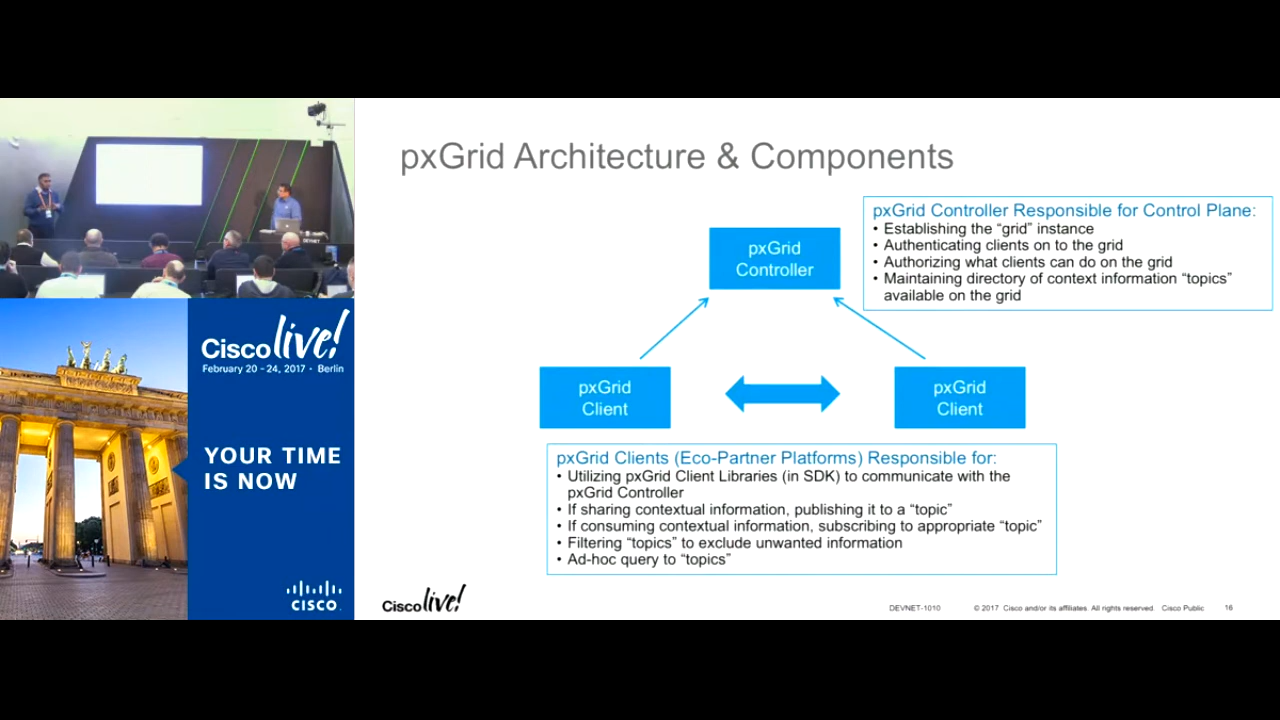 pxGrid Architecture & Components
pxGrid Controller Responsible for Control Plane:
• Establishing the “grid” instance
• Authenticating clients on to the grid
• Authorizing what clients can do on the grid
• Maintaining directory of context information “topics”
available on the grid
pxGrid
Controller
pxGrid
Client
pxGrid
Client
pxGrid Clients (Eco-Partner Platforms) Responsible for:
• Utilizing pxGrid Client Libraries (in SDK) to communicate with the
pxGrid Controller
• If sharing contextual information, publishing it to a “topic”
• If consuming contextual information, subscribing to appropriate “topic”
• Filtering “topics” to exclude unwanted information
• Ad-hoc query to “topics”
Cisco live!
DEVNET-1010 © 2017 Cisco and/or its affiliates. All rights reserved. Cisco Public 16
DEVNET
Cisco live!
February 20 - 24, 2017 · Berlin
YOUR TIME
IS NOW
CISCO.